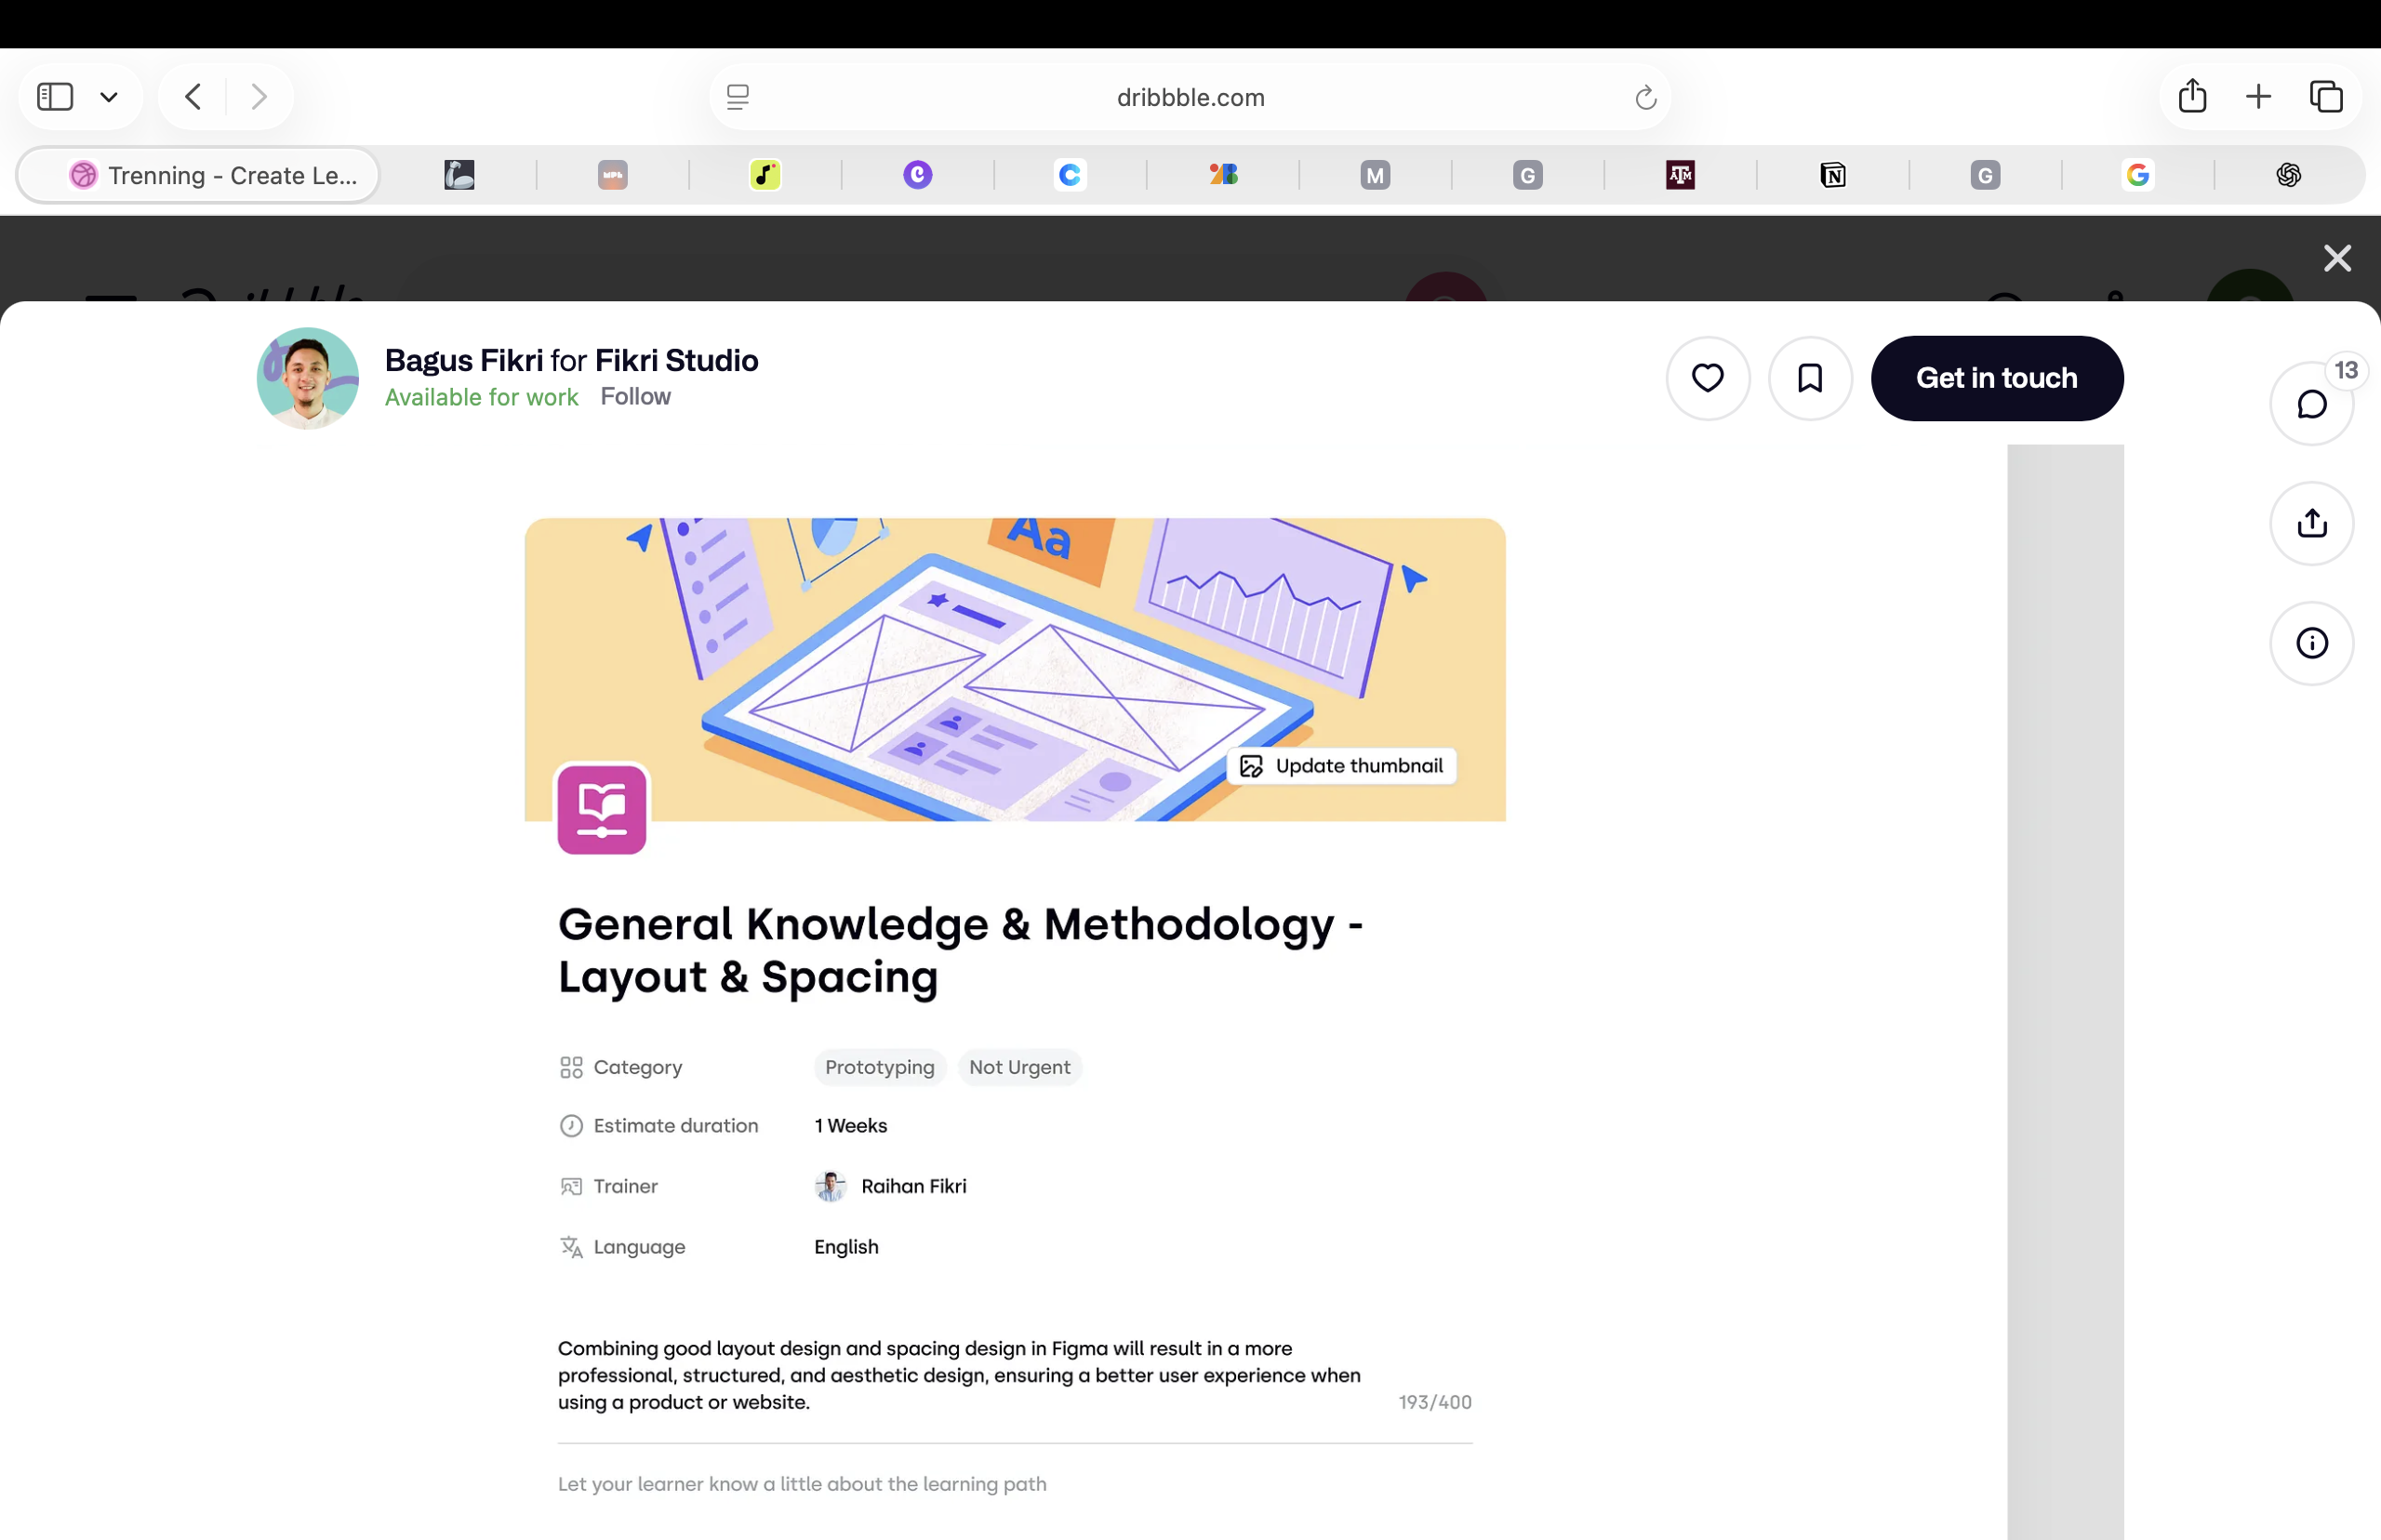 dribbble.com
Trenning - Create Le...
M
G
N
G
Bagus Fikri for Fikri Studio
Available for work Follow
Get in touch
13
Aa
Update thumbnail
General Knowledge & Methodology -
Layout & Spacing
Category Prototyping Not Urgent
Estimate duration 1 Weeks
Trainer Raihan Fikri
Language English
Combining good layout design and spacing design in Figma will result in a more
professional, structured, and aesthetic design, ensuring a better user experience when
using a product or website.
193/400
Let your learner know a little about the learning path